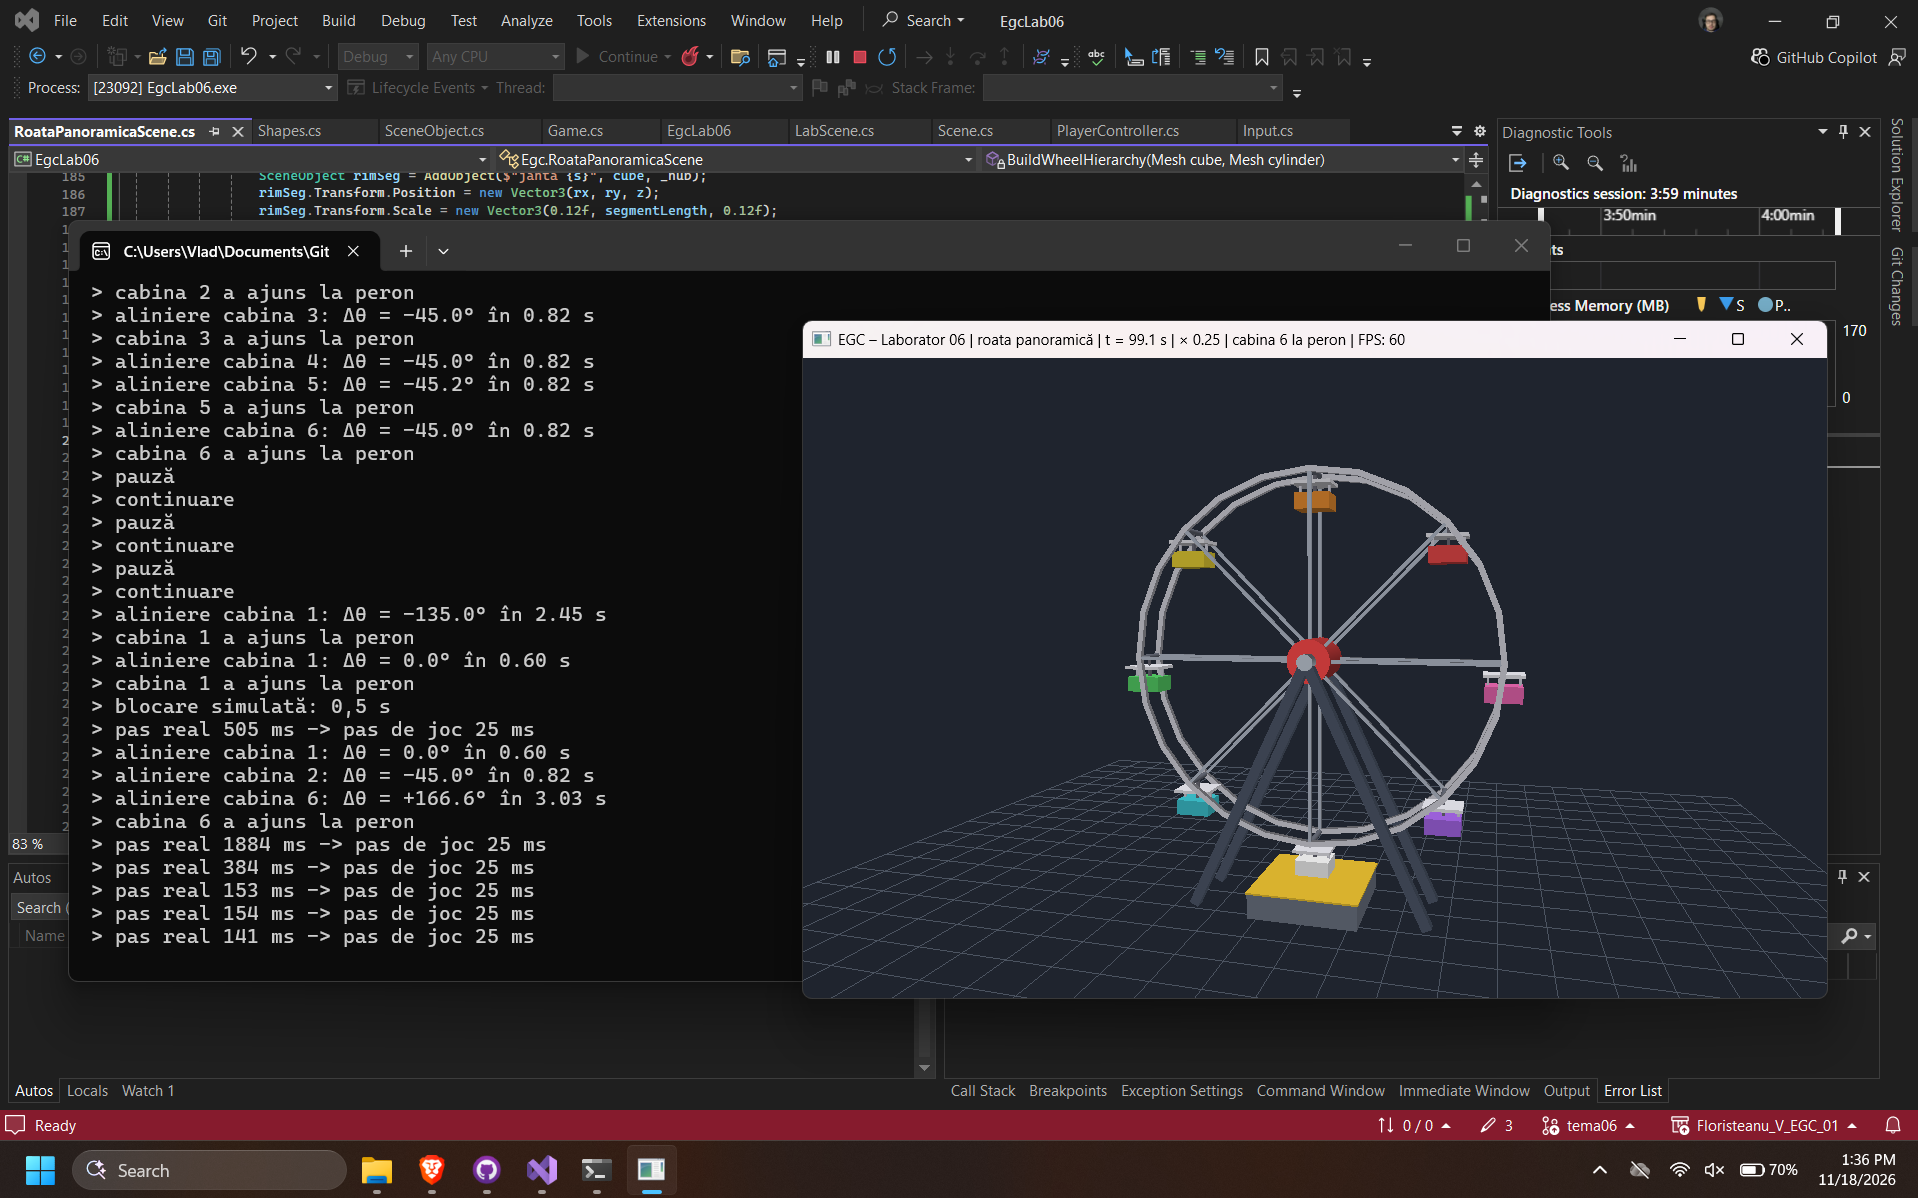 File Edit View Git Project Build Debug Test Analyze Tools Extensions Window Help Search EgcLab06
Debug Any CPU Continue abc GitHub Copilot
Process: [23092] EgcLab06.exe Lifecycle Events Thread: Stack Frame:
RoataPanoramicaScene.cs Shapes.cs SceneObject.cs Game.cs EgcLab06 LabScene.cs Scene.cs PlayerController.cs Input.cs
C# EgcLab06 Egc.RoataPanoramicaScene BuildWheelHierarchy(Mesh cube, Mesh cylinder)
185 SceneObject rimSeg = AddObject($"janta {s}", cube, _hub);
186 rimSeg.Transform.Position = new Vector3(rx, ry, z);
187 rimSeg.Transform.Scale = new Vector3(0.12f, segmentLength, 0.12f);
Diagnostic Tools
Diagnostics session: 3:59 minutes
3:50min 4:00min
ts
ess Memory (MB) S P..
170
0
Solution Explorer
Git Changes
C:\Users\Vlad\Documents\Git
> cabina 2 a ajuns la peron
> aliniere cabina 3: Δθ = −45.0° în 0.82 s
> cabina 3 a ajuns la peron
> aliniere cabina 4: Δθ = −45.0° în 0.82 s
> aliniere cabina 5: Δθ = −45.2° în 0.82 s
> cabina 5 a ajuns la peron
> aliniere cabina 6: Δθ = −45.0° în 0.82 s
> cabina 6 a ajuns la peron
> pauză
> continuare
> pauză
> continuare
> pauză
> continuare
> aliniere cabina 1: Δθ = −135.0° în 2.45 s
> cabina 1 a ajuns la peron
> aliniere cabina 1: Δθ = 0.0° în 0.60 s
> cabina 1 a ajuns la peron
> blocare simulată: 0,5 s
> pas real 505 ms −> pas de joc 25 ms
> aliniere cabina 1: Δθ = 0.0° în 0.60 s
> aliniere cabina 2: Δθ = −45.0° în 0.82 s
> aliniere cabina 6: Δθ = +166.6° în 3.03 s
> cabina 6 a ajuns la peron
> pas real 1884 ms −> pas de joc 25 ms
> pas real 384 ms −> pas de joc 25 ms
> pas real 153 ms −> pas de joc 25 ms
> pas real 154 ms −> pas de joc 25 ms
> pas real 141 ms −> pas de joc 25 ms
EGC – Laborator 06 | roata panoramică | t = 99.1 s | × 0.25 | cabina 6 la peron | FPS: 60
83 %
Autos
Search (
Name
Autos Locals Watch 1
Call Stack Breakpoints Exception Settings Command Window Immediate Window Output Error List
Ready 0 / 0 3 tema06 Floristeanu_V_EGC_01
Search 70% 1:36 PM
11/18/2026